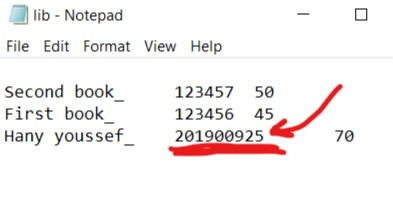 lib - Notepad
File Edit Format View Help
Second book_ 123457 50
First book_ 123456 45
Hany youssef_ 201900925 70